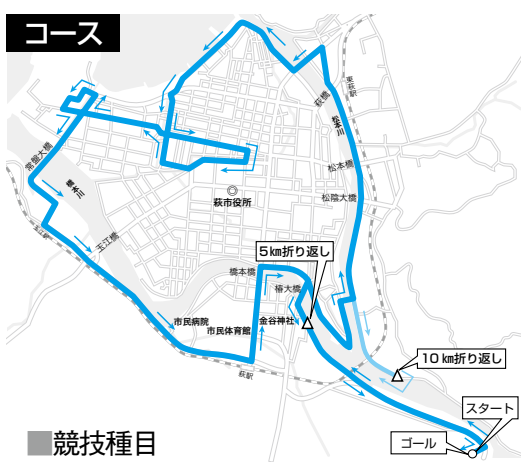 コース
東萩駅
萩橋
松本川
常盤大橋
橋本川
松本橋
松陰大橋
萩市役所
玉江駅
玉江橋
5㎞折り返し
橋本橋
椿大橋
市民病院
金谷神社
市民体育館
萩駅
10㎞折り返し
スタート
ゴール
■競技種目